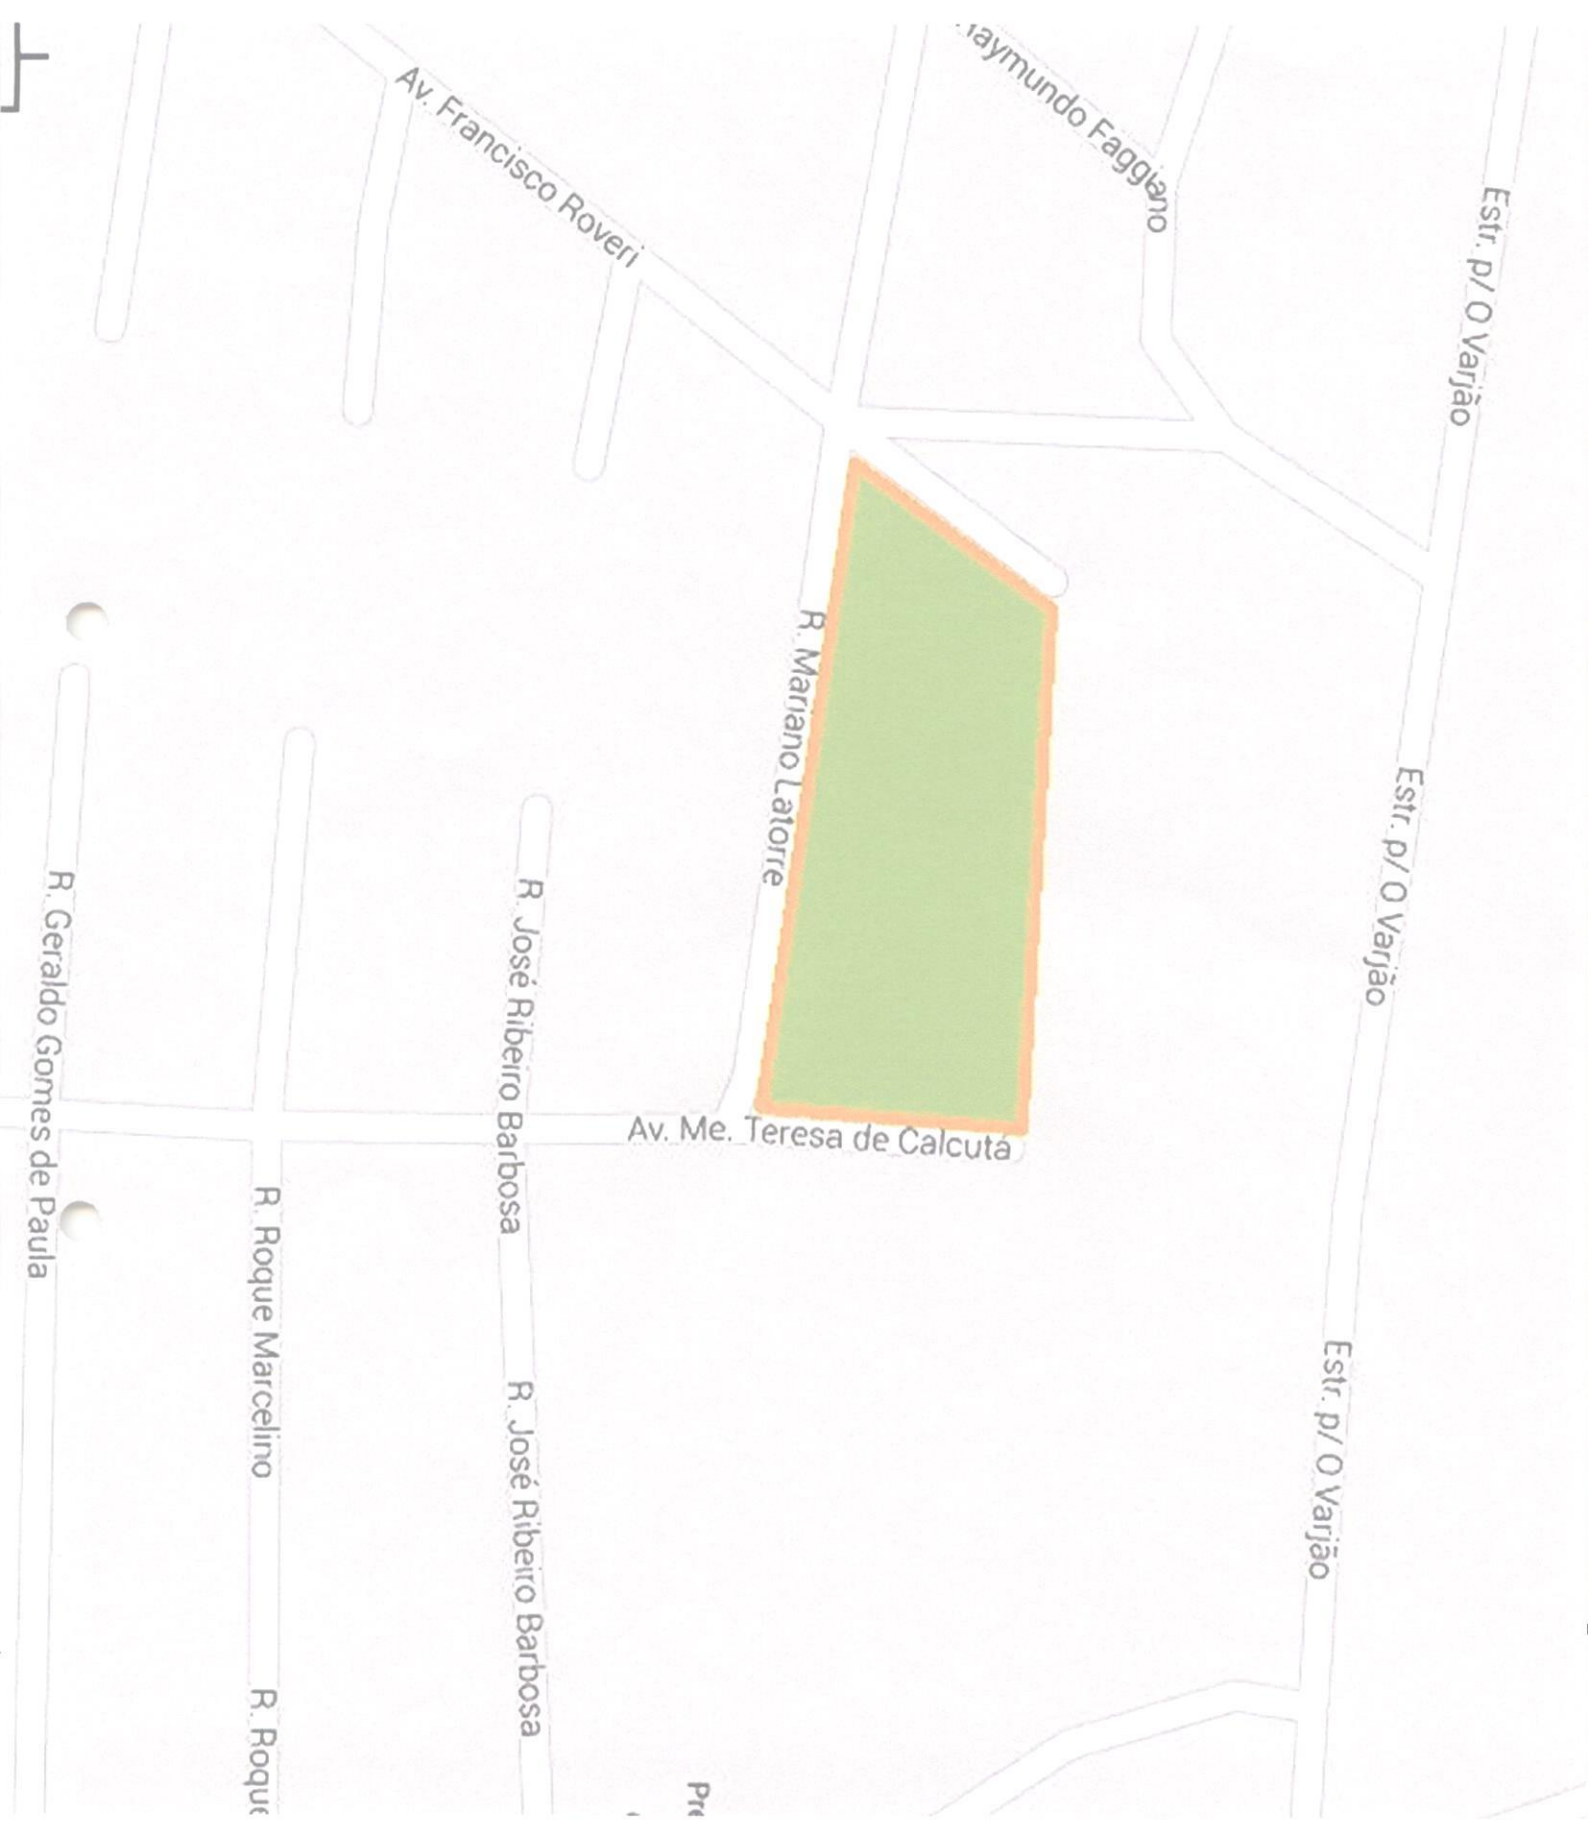 Av. Francisco Roveri
Faggiano
Estr. p/ O Varjão
R. Mariano Latorre
Estr. p/ O Varjão
R. Geraldo Gomes de Paula
R. José Ribeiro Barbosa
Av. Me. Teresa de Calcutá
R. Roque Marcelino
Estr. p/ O Varjão
R. José Ribeiro Barbosa
R. Roque